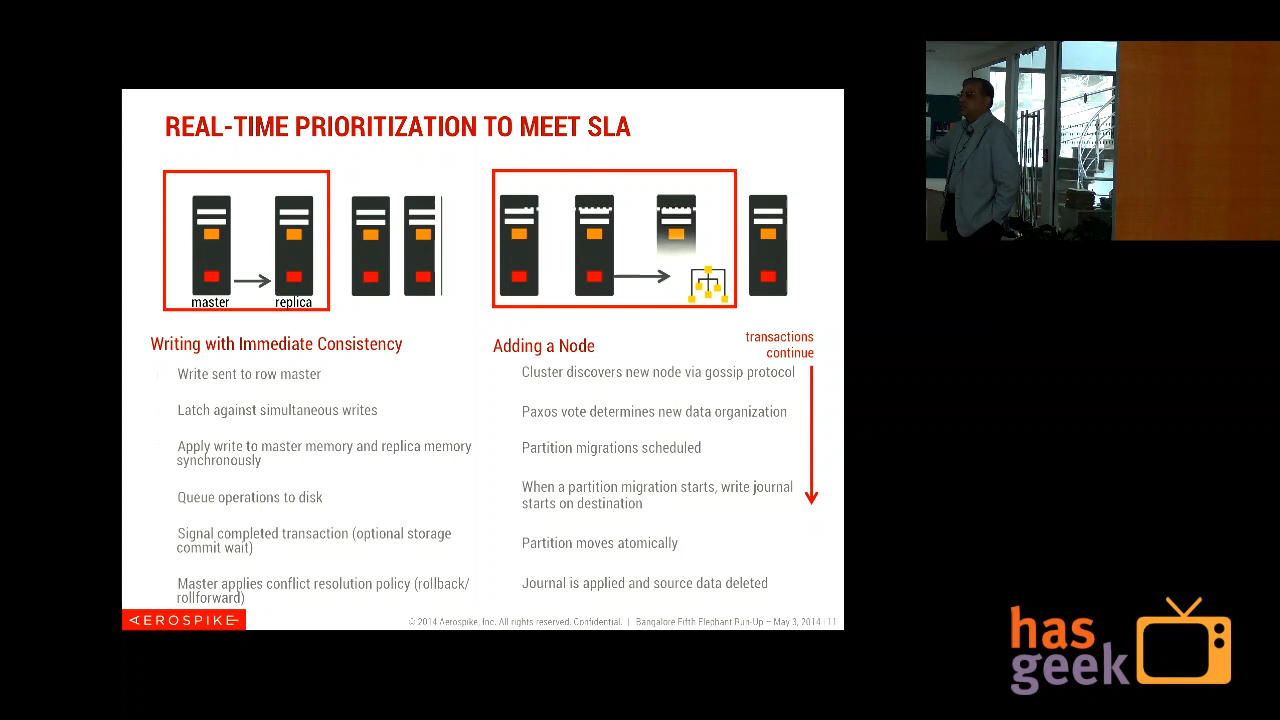 REAL-TIME PRIORITIZATION TO MEET SLA
master
replica
Writing with Immediate Consistency
Write sent to row master
Latch against simultaneous writes
Apply write to master memory and replica memory
synchronously
Queue operations to disk
Signal completed transaction (optional storage
commit wait)
Master applies conflict resolution policy (rollback/
rollforward)
Adding a Node
transactions
continue
Cluster discovers new node via gossip protocol
Paxos vote determines new data organization
Partition migrations scheduled
When a partition migration starts, write journal
starts on destination
Partition moves atomically
Journal is applied and source data deleted
AEROSPIKE
© 2014 Aerospike, Inc. All rights reserved. Confidential. | Bangalore Fifth Elephant Run-Up – May 3, 2014 | 11
has
geek